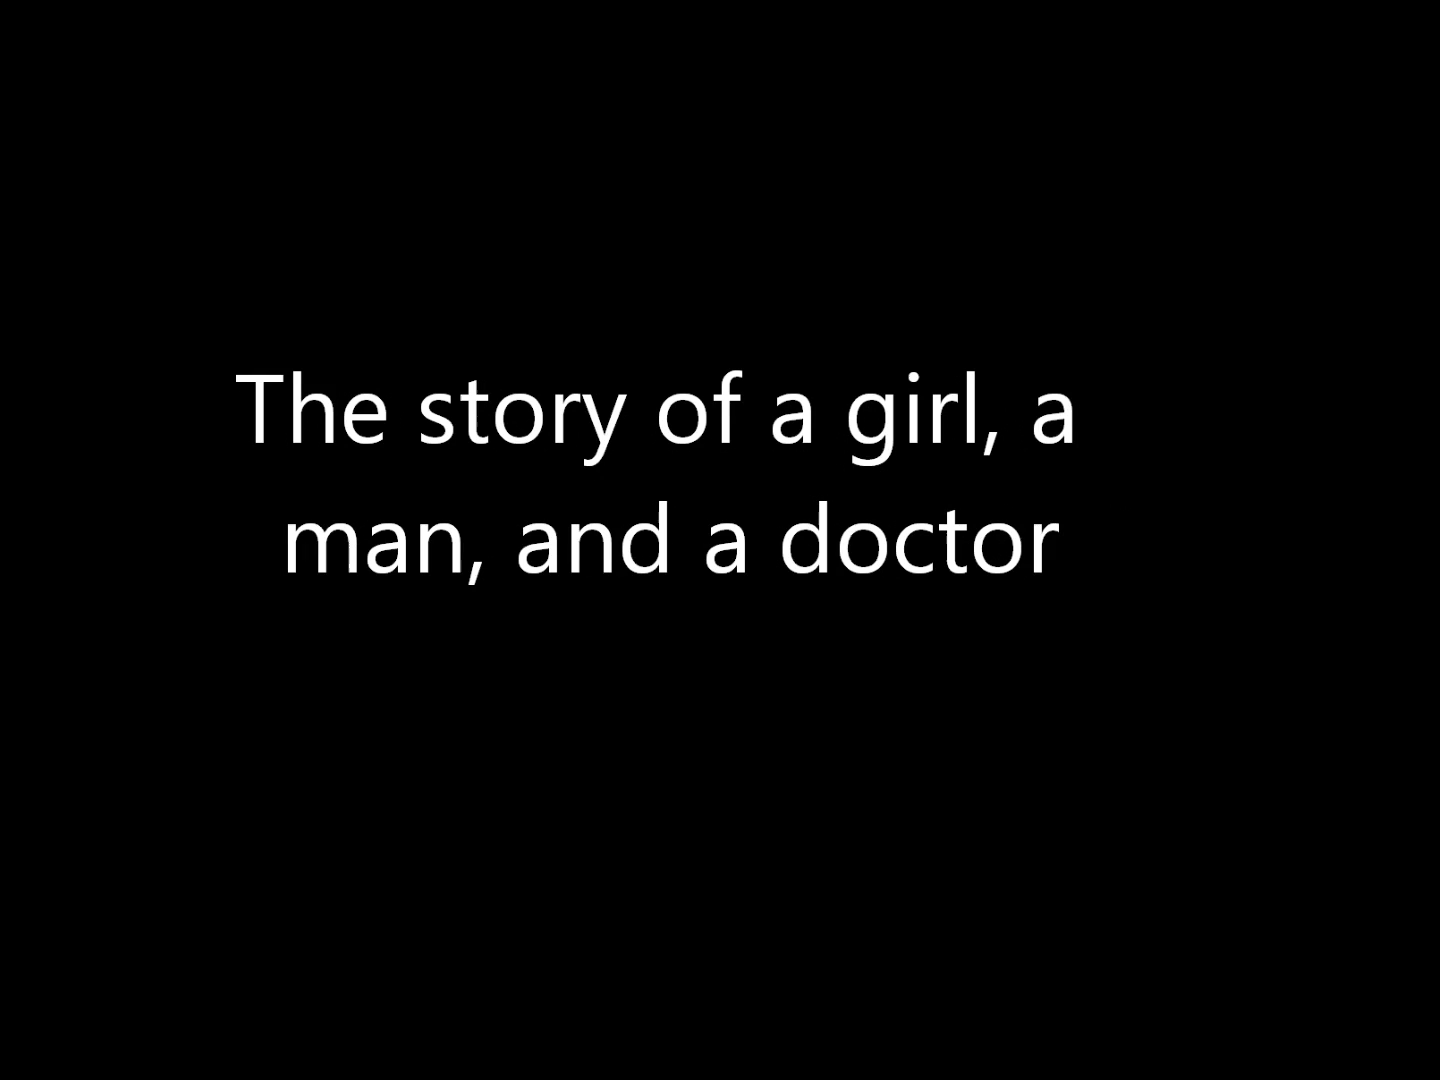 The story of a girl, a
man, and a doctor